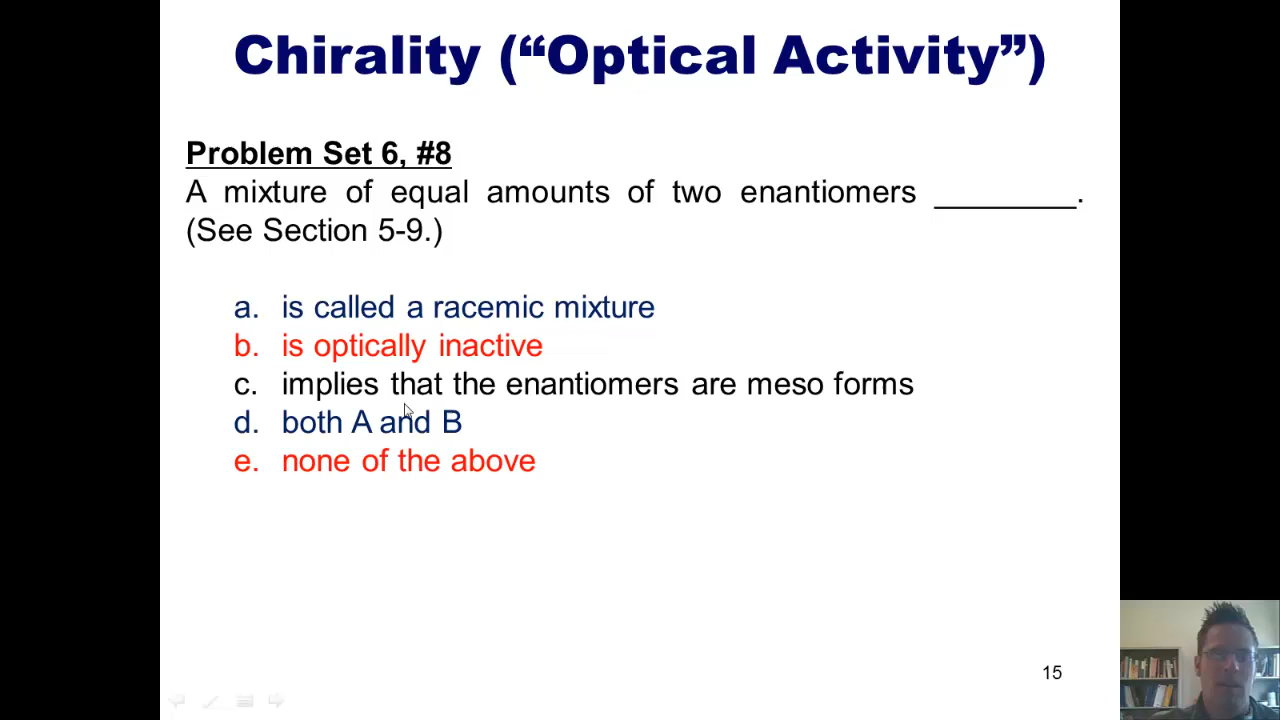 Chirality (“Optical Activity”)
Problem Set 6, #8
A mixture of equal amounts of two enantiomers ________.
(See Section 5-9.)
a. is called a racemic mixture
b. is optically inactive
c. implies that the enantiomers are meso forms
d. both A and B
e. none of the above
15